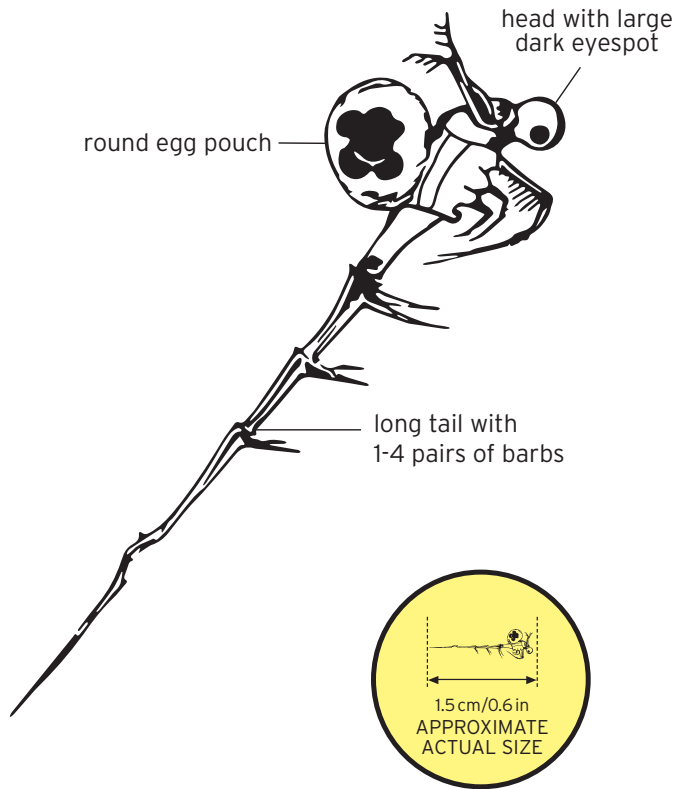 head with large
dark eyespot
round egg pouch
long tail with
1-4 pairs of barbs
1.5 cm/0.6 in
APPROXIMATE
ACTUAL SIZE